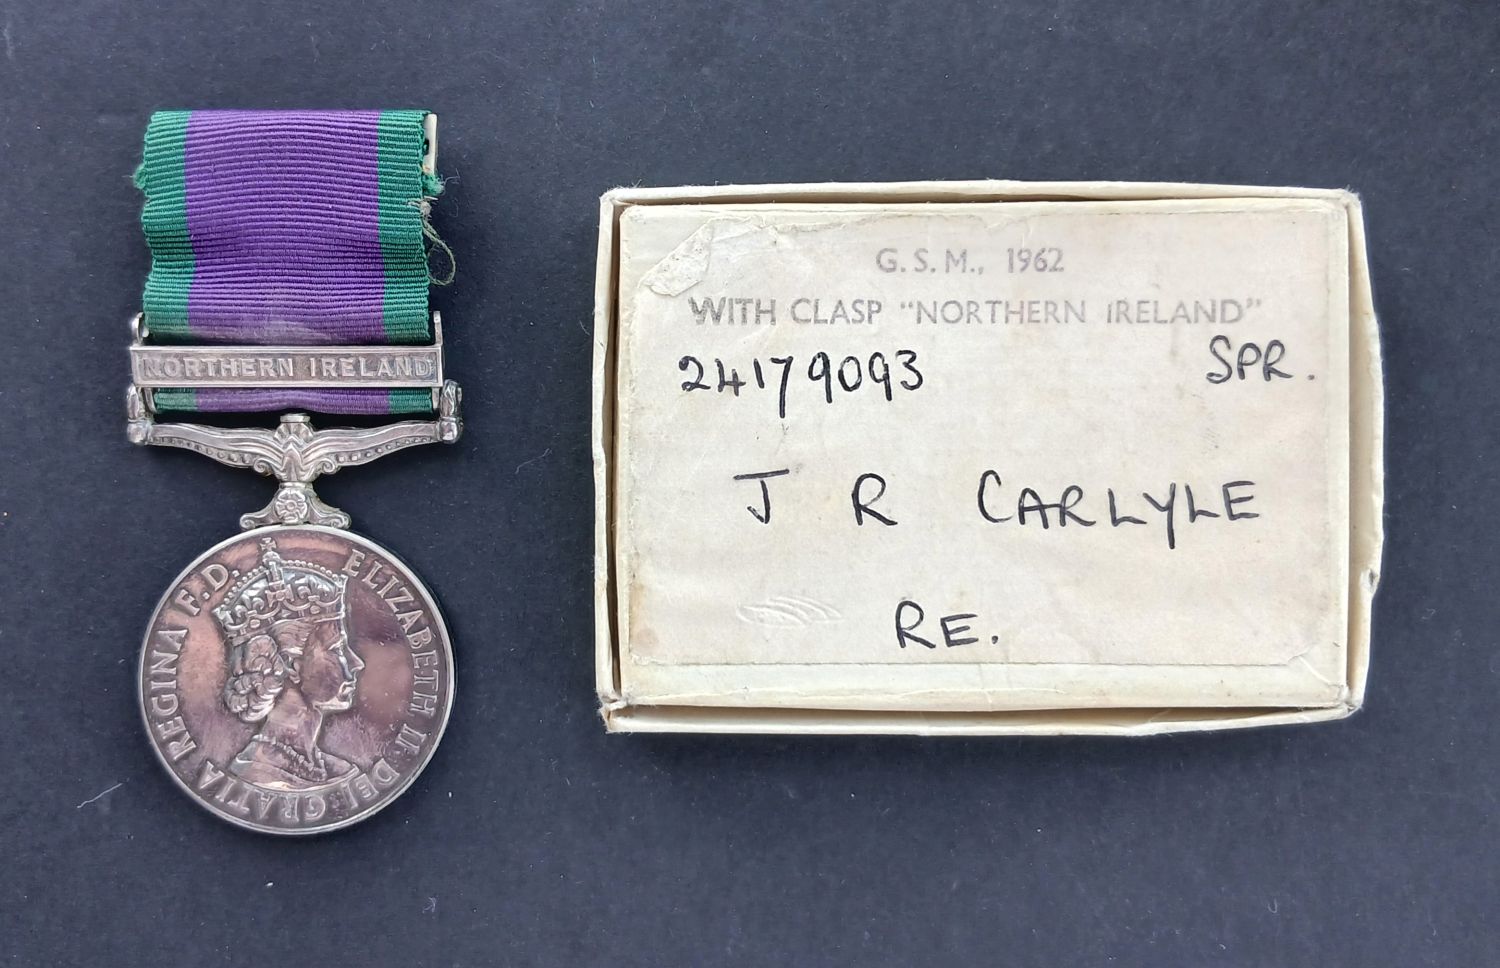 NORTHERN IRELAND
ELIZABETH II · DEI · GRATIA REGINA F.D.
G.S.M., 1962
WITH CLASP "NORTHERN IRELAND"
24179093 SPR.
J R CARLYLE
RE.